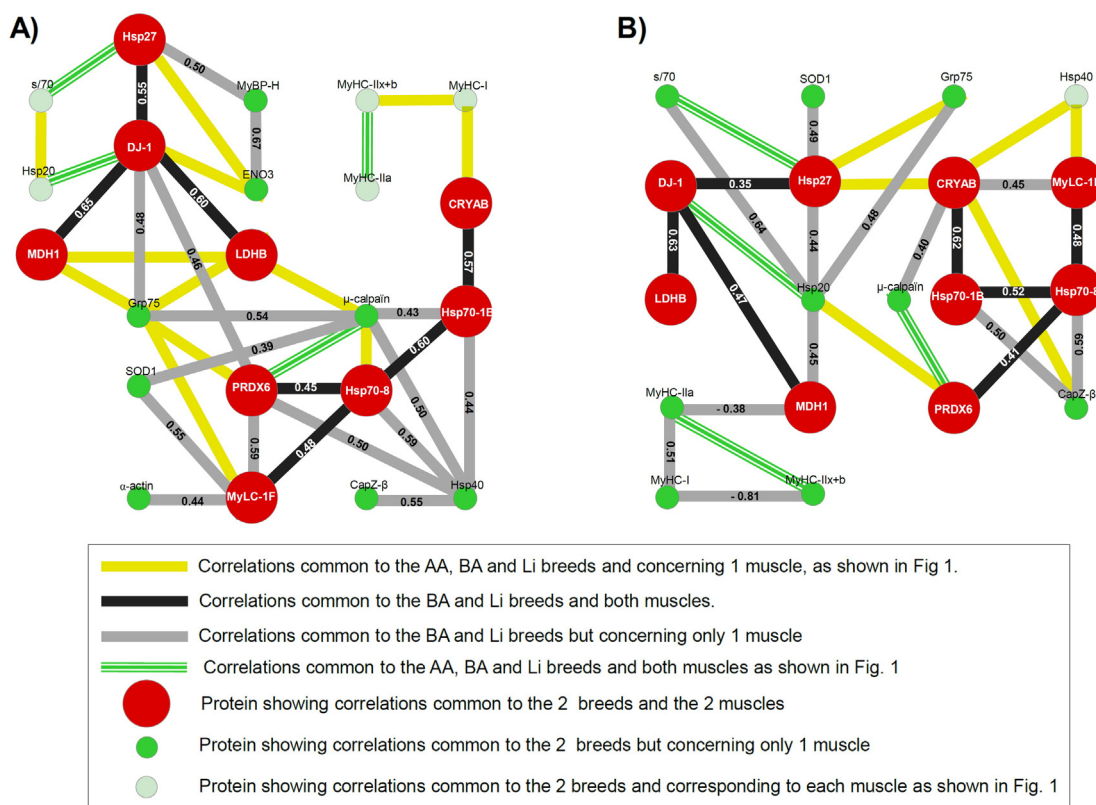 A)
B)
Hsp27
0.50
s/70
MyBP-H
0.55
0.67
DJ-1
Hsp20
ENO3
MyHC-IIx+b
MyHC-I
MyHC-IIa
CRYAB
0.65
0.48
0.60
0.46
MDH1
LDHB
0.57
Grp75
0.54
µ-calpaïn
0.43
Hsp70-1B
0.39
0.60
SOD1
PRDX6
0.45
Hsp70-8
0.50
0.44
0.55
0.59
0.50
0.59
0.48
α-actin
0.44
MyLC-1F
CapZ-β
0.55
Hsp40
s/70
SOD1
Grp75
Hsp40
0.49
DJ-1
0.35
Hsp27
CRYAB
0.45
MyLC-1F
0.64
0.48
0.63
0.44
0.40
0.62
0.48
0.47
LDHB
Hsp20
µ-calpaïn
Hsp70-1B
0.52
Hsp70-8
0.50
0.59
0.45
0.41
MyHC-IIa
- 0.38
MDH1
PRDX6
CapZ-β
0.51
MyHC-I
- 0.81
MyHC-IIx+b
Correlations common to the AA, BA and Li breeds and concerning 1 muscle, as shown in Fig 1.
Correlations common to the BA and Li breeds and both muscles.
Correlations common to the BA and Li breeds but concerning only 1 muscle
Correlations common to the AA, BA and Li breeds and both muscles as shown in Fig. 1
Protein showing correlations common to the 2 breeds and the 2 muscles
Protein showing correlations common to the 2 breeds but concerning only 1 muscle
Protein showing correlations common to the 2 breeds and corresponding to each muscle as shown in Fig. 1